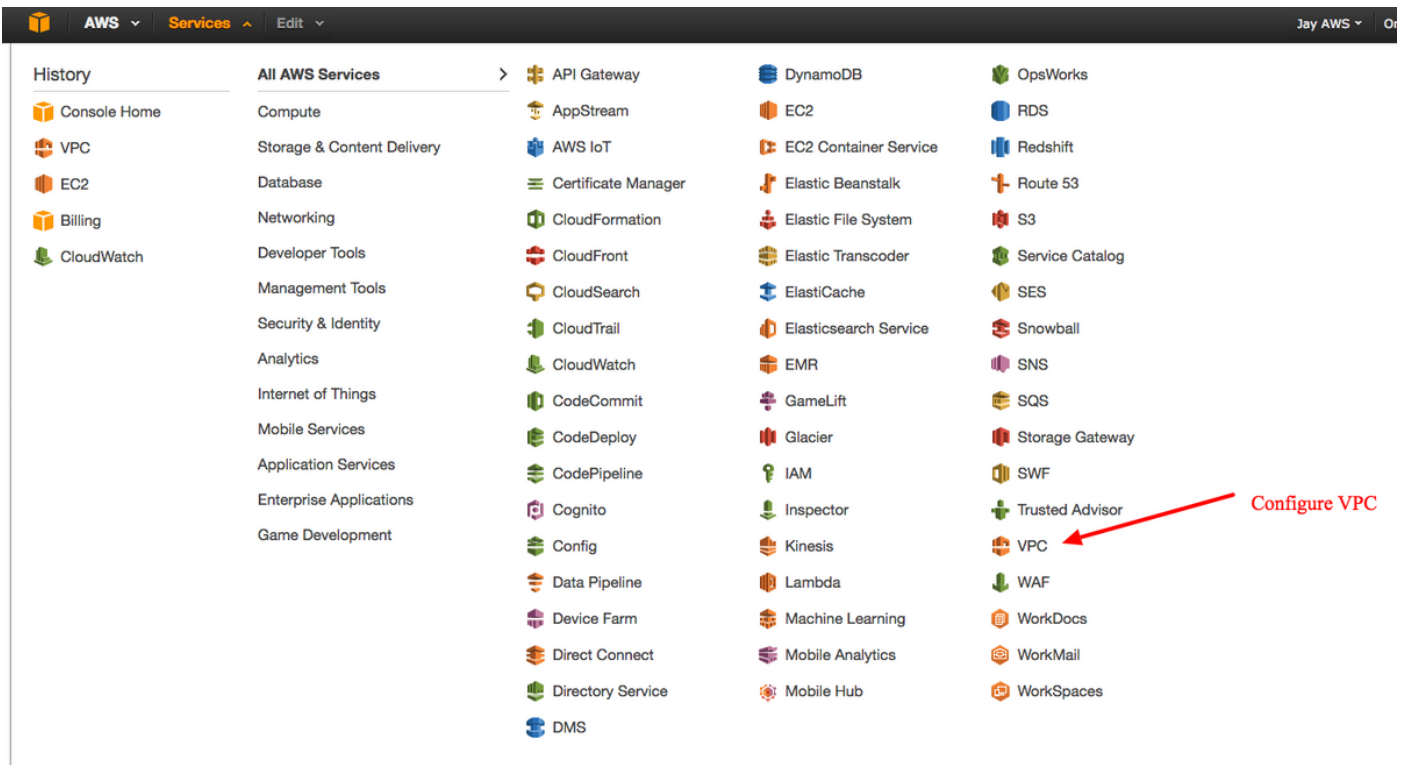 AWS Services Edit Jay AWS Or
History
Console Home
VPC
EC2
Billing
CloudWatch
All AWS Services
Compute
Storage & Content Delivery
Database
Networking
Developer Tools
Management Tools
Security & Identity
Analytics
Internet of Things
Mobile Services
Application Services
Enterprise Applications
Game Development
API Gateway
AppStream
AWS IoT
Certificate Manager
CloudFormation
CloudFront
CloudSearch
CloudTrail
CloudWatch
CodeCommit
CodeDeploy
CodePipeline
Cognito
Config
Data Pipeline
Device Farm
Direct Connect
Directory Service
DMS
DynamoDB
EC2
EC2 Container Service
Elastic Beanstalk
Elastic File System
Elastic Transcoder
ElastiCache
Elasticsearch Service
EMR
GameLift
Glacier
IAM
Inspector
Kinesis
Lambda
Machine Learning
Mobile Analytics
Mobile Hub
OpsWorks
RDS
Redshift
Route 53
S3
Service Catalog
SES
Snowball
SNS
SQS
Storage Gateway
SWF
Trusted Advisor
VPC
WAF
WorkDocs
WorkMail
WorkSpaces
Configure VPC